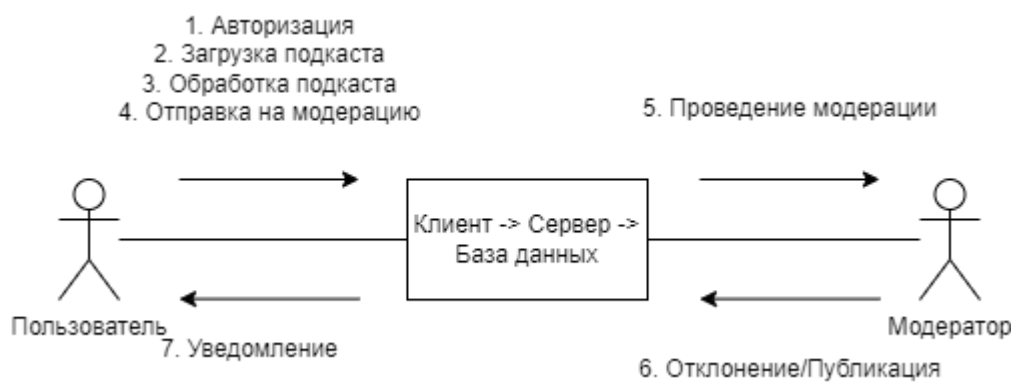 1. Авторизация
2. Загрузка подкаста
3. Обработка подкаста
4. Отправка на модерацию
5. Проведение модерации
Клиент -> Сервер ->
База данных
Пользователь
Модератор
7. Уведомление
6. Отклонение/Публикация